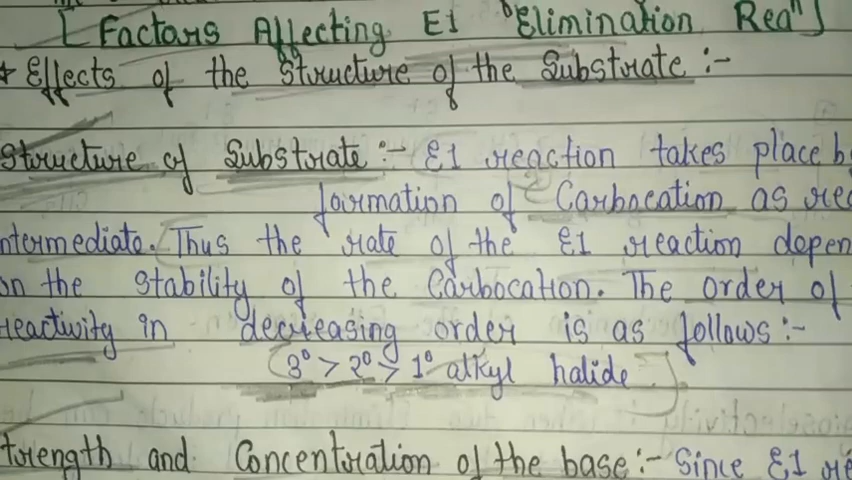 [ Factors Affecting E1 "Elimination Reaⁿ]
* Effects of the Structure of the Substrate :-
Structure of Substrate :- E1 reaction takes place b
formation of Carbocation as rea
ntermediate. Thus the rate of the E1 reaction depen
on the stability of the Carbocation. The order of
reactivity in decreasing order is as follows :-
3° > 2° > 1° alkyl halide
trength and Concentration of the base :- Since E1 re